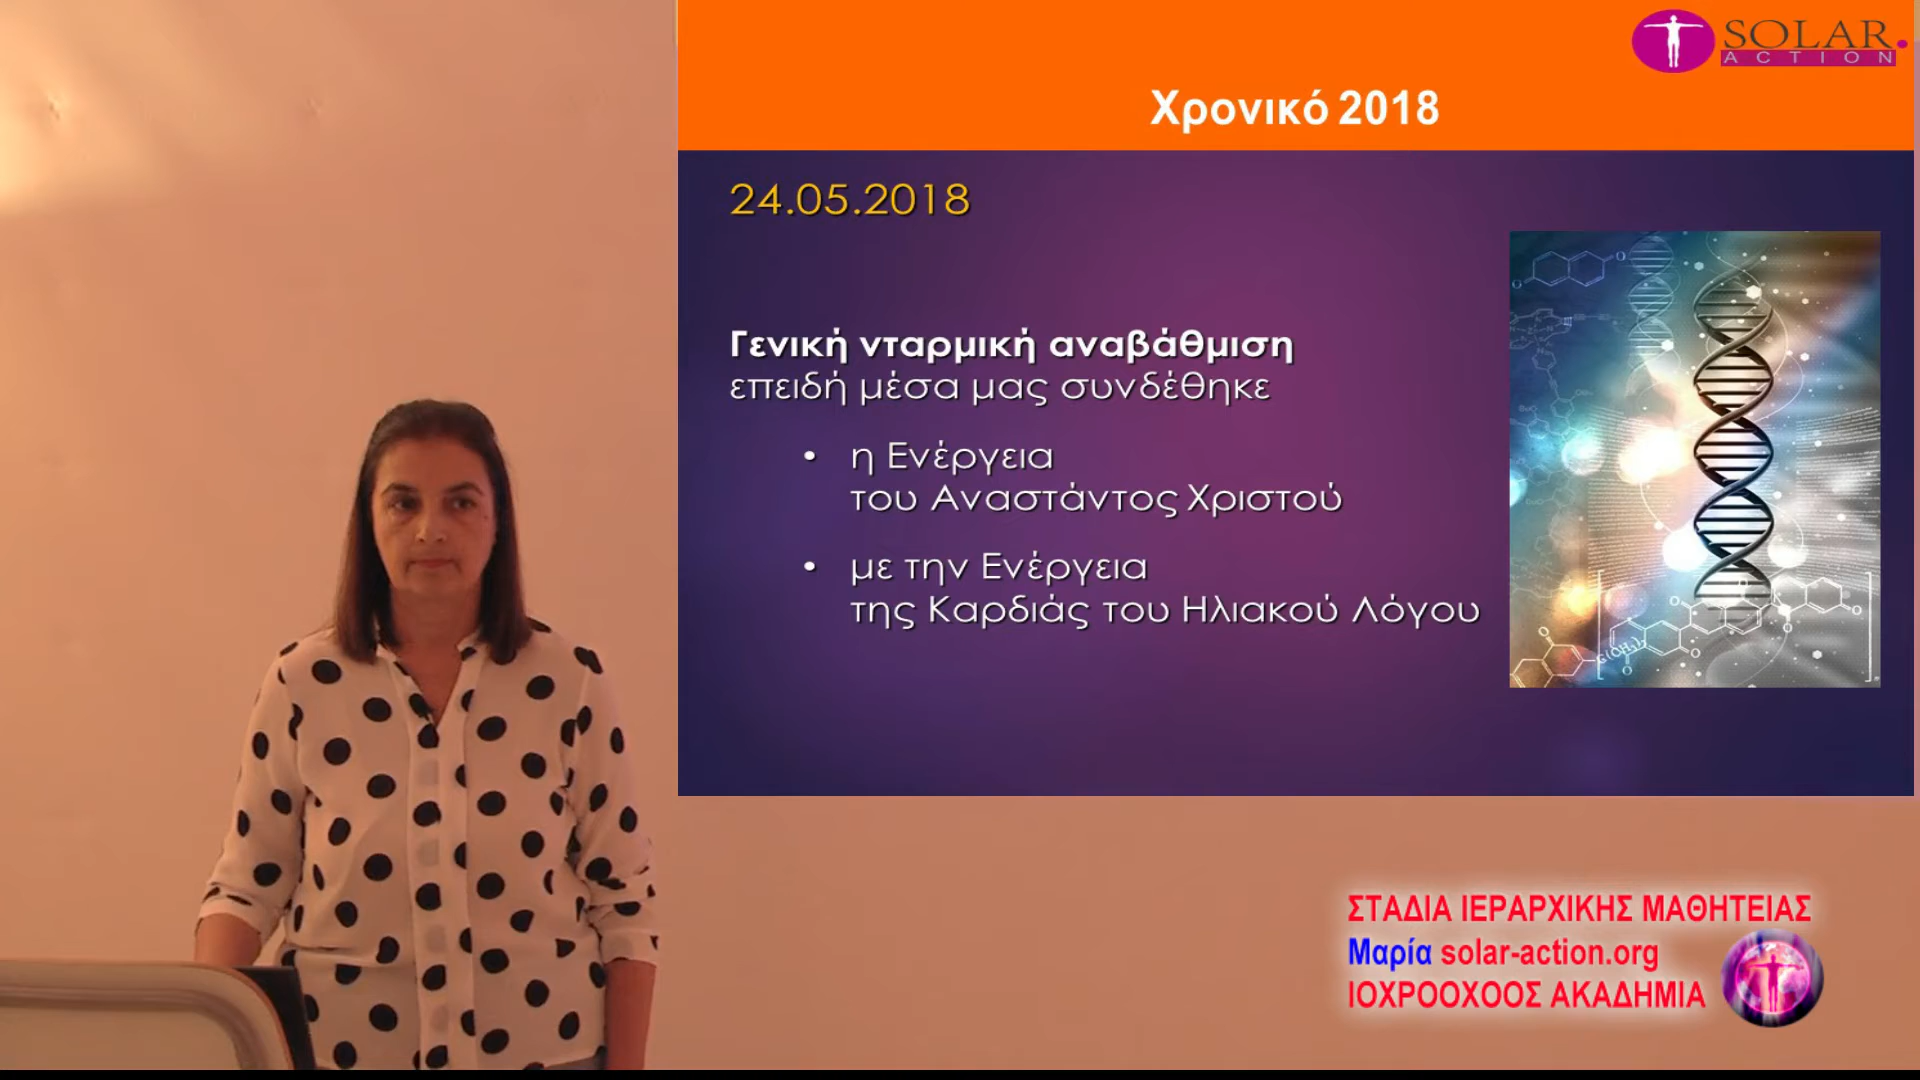 SOLAR
ACTION
Χρονικό 2018
24.05.2018
Γενική νταρμική αναβάθμιση
επειδή μέσα μας συνδέθηκε
• η Ενέργεια
του Αναστάντος Χριστού
• με την Ενέργεια
της Καρδιάς του Ηλιακού Λόγου
ΣΤΑΔΙΑ ΙΕΡΑΡΧΙΚΗΣ ΜΑΘΗΤΕΙΑΣ
Μαρία solar-action.org
ΙΟΧΡΟΟΧΟΟΣ ΑΚΑΔΗΜΙΑ